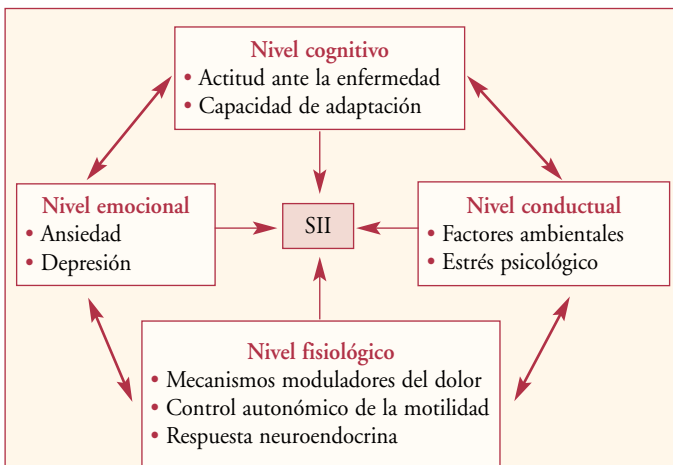 Nivel cognitivo
• Actitud ante la enfermedad
• Capacidad de adaptación
Nivel emocional
• Ansiedad
• Depresión
SII
Nivel conductual
• Factores ambientales
• Estrés psicológico
Nivel fisiológico
• Mecanismos moduladores del dolor
• Control autonómico de la motilidad
• Respuesta neuroendocrina